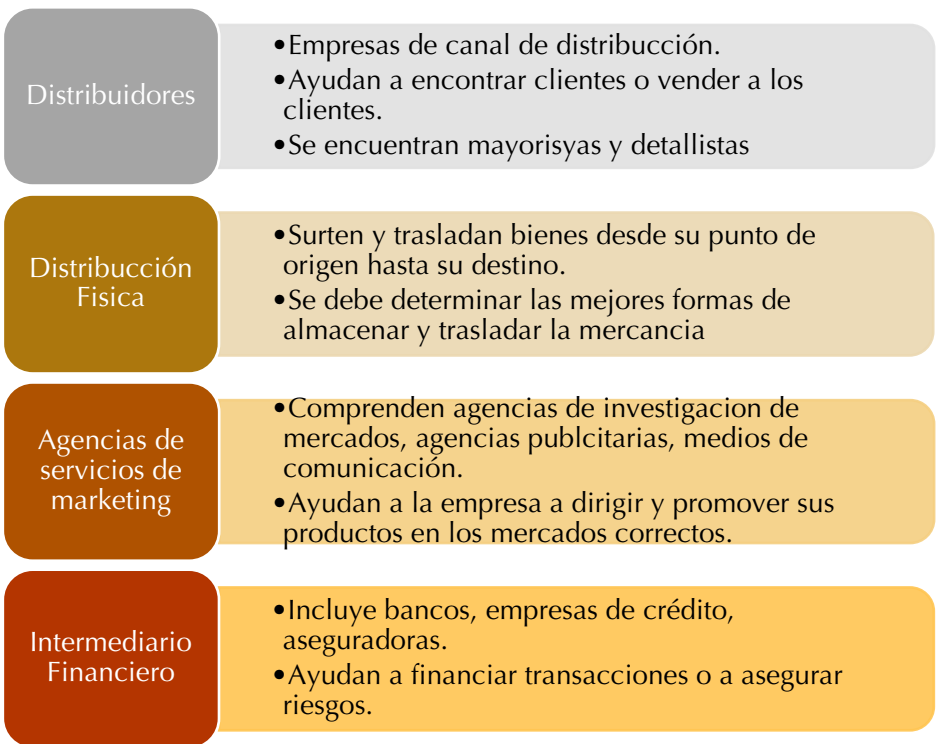 Distribuidores
•Empresas de canal de distribucción.
•Ayudan a encontrar clientes o vender a los
clientes.
•Se encuentran mayorisyas y detallistas
Distribucción
Fisica
•Surten y trasladan bienes desde su punto de
origen hasta su destino.
•Se debe determinar las mejores formas de
almacenar y trasladar la mercancia
Agencias de
servicios de
marketing
•Comprenden agencias de investigacion de
mercados, agencias publcitarias, medios de
comunicación.
•Ayudan a la empresa a dirigir y promover sus
productos en los mercados correctos.
Intermediario
Financiero
•Incluye bancos, empresas de crédito,
aseguradoras.
•Ayudan a financiar transacciones o a asegurar
riesgos.